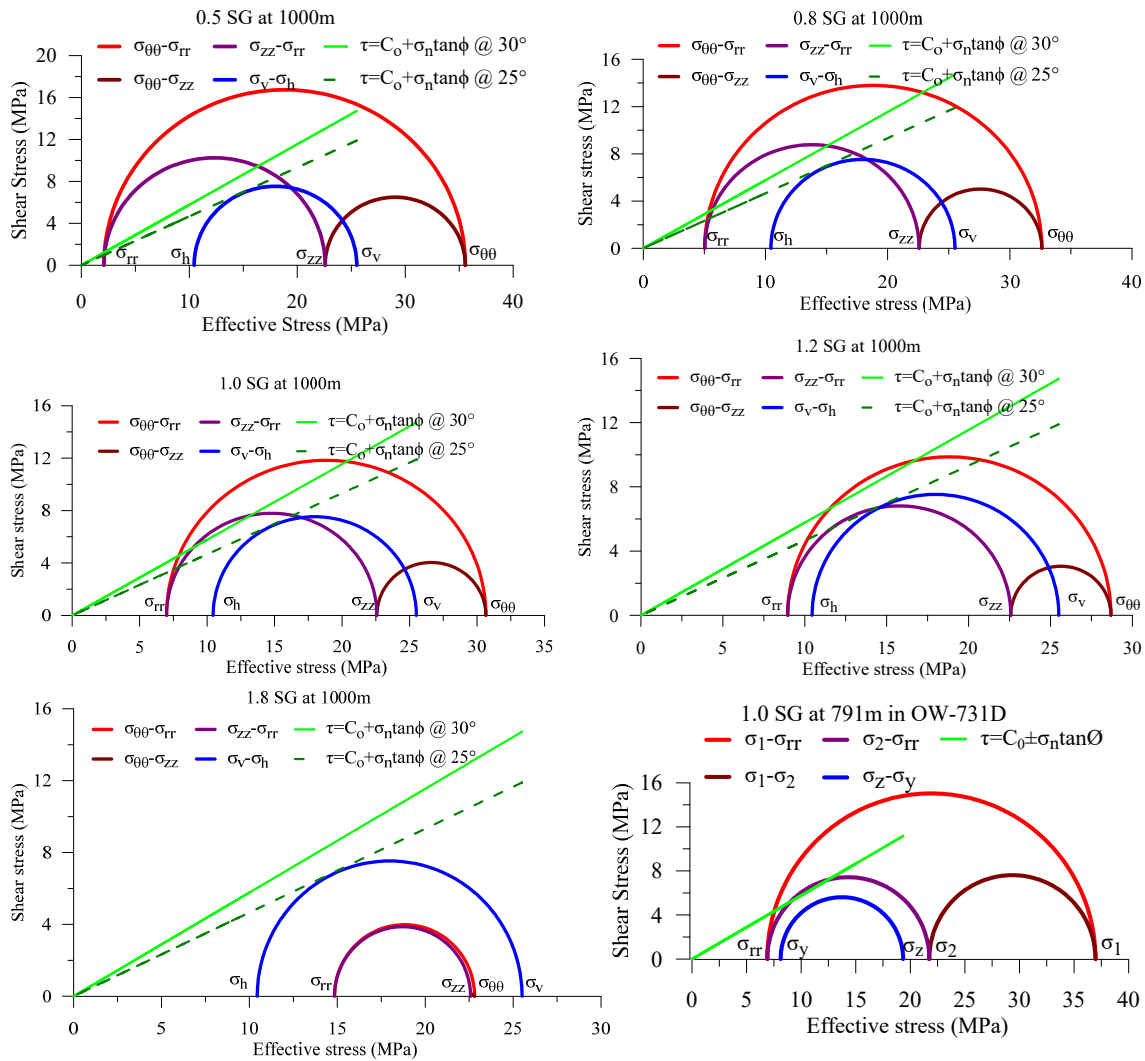 0.5 SG at 1000m
σθθ-σrr σzz-σrr τ=Co+σntanϕ @ 30°
σθθ-σzz σv-σh τ=Co+σntanϕ @ 25°
Shear Stress (MPa)
20
16
12
8
4
0
σrr σh σzz σv σθθ
0 10 20 30 40
Effective Stress (MPa)
0.8 SG at 1000m
σθθ-σrr σzz-σrr τ=Co+σntanϕ @ 30°
σθθ-σzz σv-σh τ=Co+σntanϕ @ 25°
Shear stress (MPa)
16
12
8
4
0
σrr σh σzz σv σθθ
0 10 20 30 40
Effective stress (MPa)
1.0 SG at 1000m
σθθ-σrr σzz-σrr τ=Co+σntanϕ @ 30°
σθθ-σzz σv-σh τ=Co+σntanϕ @ 25°
Shear stress (MPa)
16
12
8
4
0
σrr σh σzz σv σθθ
0 5 10 15 20 25 30 35
Effective stress (MPa)
1.2 SG at 1000m
σθθ-σrr σzz-σrr τ=Co+σntanϕ @ 30°
σθθ-σzz σv-σh τ=Co+σntanϕ @ 25°
Shear stress (MPa)
16
12
8
4
0
σrr σh σzz σv σθθ
0 5 10 15 20 25 30
Effective stress (MPa)
1.8 SG at 1000m
σθθ-σrr σzz-σrr τ=Co+σntanϕ @ 30°
σθθ-σzz σv-σh τ=Co+σntanϕ @ 25°
Shear stress (MPa)
16
12
8
4
0
σh σrr σzz σθθ σv
0 5 10 15 20 25 30
Effective stress (MPa)
1.0 SG at 791m in OW-731D
σ1-σrr σ2-σrr τ=C0±σntanØ
σ1-σ2 σz-σy
Shear Stress (MPa)
16
12
8
4
0
σrr σy σz σ2 σ1
0 5 10 15 20 25 30 35 40
Effective stress (MPa)